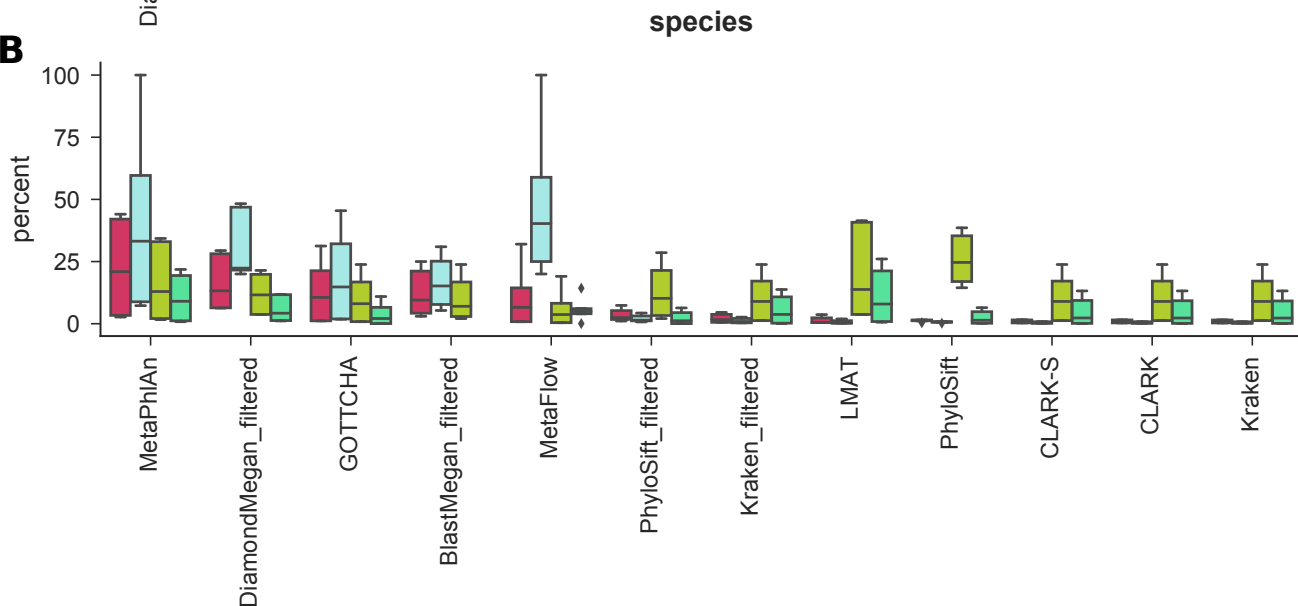 Dia
species
B
percent
100
75
50
25
0
MetaPhlAn
DiamondMegan_filtered
GOTTCHA
BlastMegan_filtered
MetaFlow
PhyloSift_filtered
Kraken_filtered
LMAT
PhyloSift
CLARK-S
CLARK
Kraken